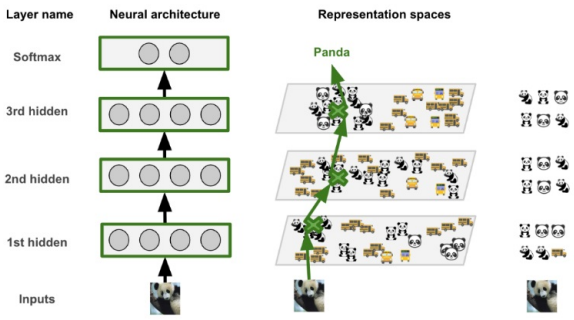 Layer name Neural architecture Representation spaces
Softmax
Panda
3rd hidden
2nd hidden
1st hidden
Inputs